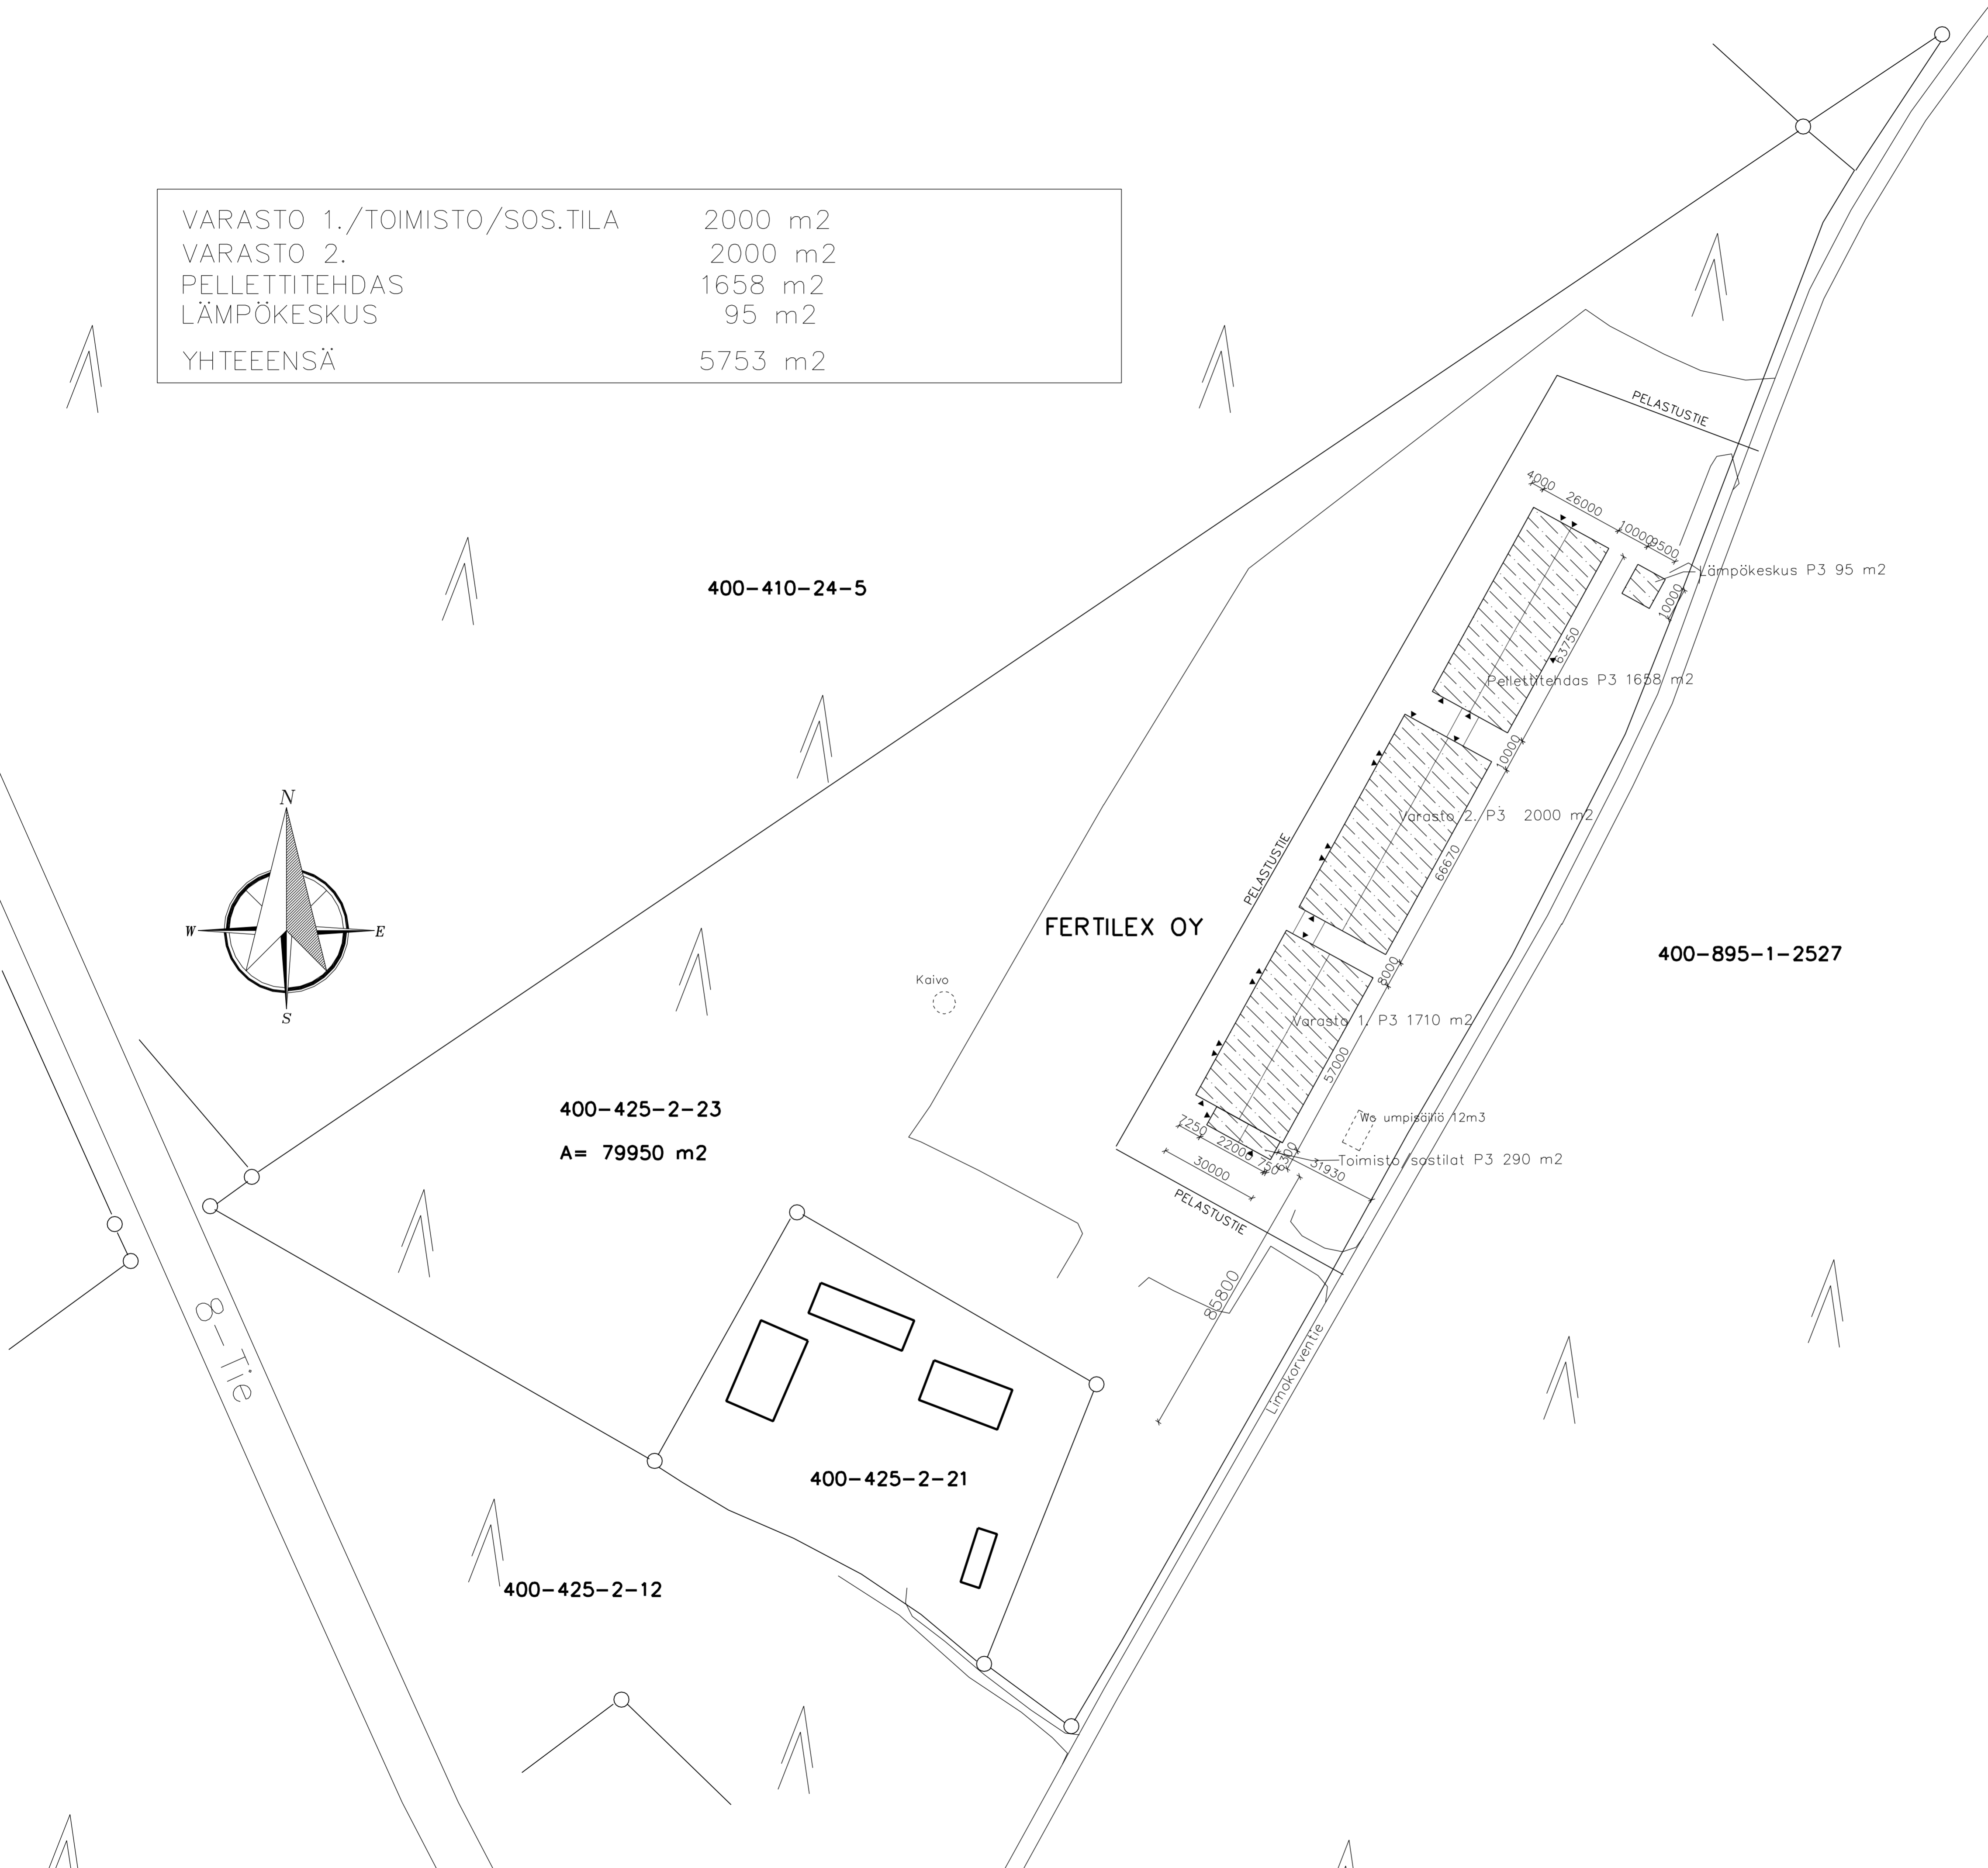 VARASTO 1./TOIMISTO/SOS.TILA 2000 m2
VARASTO 2. 2000 m2
PELLETTITEHDAS 1658 m2
LÄMPÖKESKUS 95 m2
YHTEEENSÄ 5753 m2
PELASTUSTIE
4000
26000
10000
9500
Lämpökeskus P3 95 m2
10000
400-410-24-5
63750
Pellettitehdas P3 1658 m2
10000
Varasto 2. P3 2000 m2
66670
PELASTUSTIE
FERTILEX OY
400-895-1-2527
N
W
E
S
Kaivo
8000
Varasto 1. P3 1710 m2
57000
400-425-2-23
A= 79950 m2
Wc umpisäiliö 12m3
7250
22000
750
6300
Toimisto/sostilat P3 290 m2
30000
31930
PELASTUSTIE
85800
8-Tie
Limokorventie
400-425-2-21
400-425-2-12